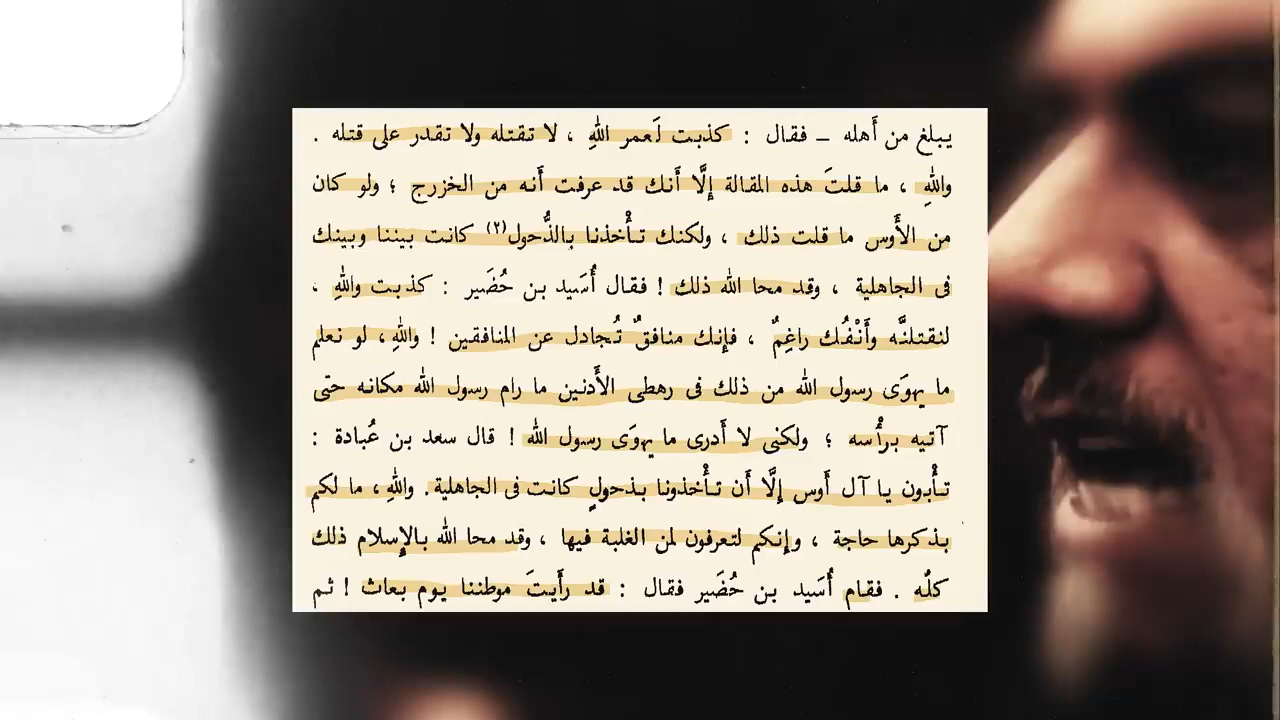 يبلغ من أَهله – فقال : كذبت لَعمر اللهِ ، لا تقتله ولا تقدر على قتله .
واللهِ ، ما قلتَ هذه المقالة إلَّا أَنك قد عرفت أَنه من الخزرج ؛ ولو كان
من الأَوس ما قلت ذلك ، ولكنك تأْخذنا بالذُّحول(٢) كانت بيننا وبينك
فى الجاهلية ، وقد محا الله ذلك ! فقال أُسَيد بن حُضَير : كذبت واللهِ ،
لنقتلنَّه وأَنْفُك راغِمٌ ، فإنك منافقٌ تُجادل عن المنافقين ! واللهِ ، لو نعلم
ما يهوَى رسول الله من ذلك فى رهطى الأَدنين ما رام رسول الله مكانه حتى
آتيه برأْسه ؛ ولكنى لا أَدرى ما يهوَى رسول الله ! قال سعد بن عُبادة :
تأْبون يا آل أَوس إلَّا أَن تأْخذونا بذحولٍ كانت فى الجاهلية . واللهِ ، ما لكم
بذكرها حاجة ، وإنكم لتعرفون لمن الغلبة فيها ، وقد محا الله بالإسلام ذلك
كلّه . فقام أُسَيد بن حُضَير فقال : قد رأَيتَ موطننا يوم بعاث ! ثم